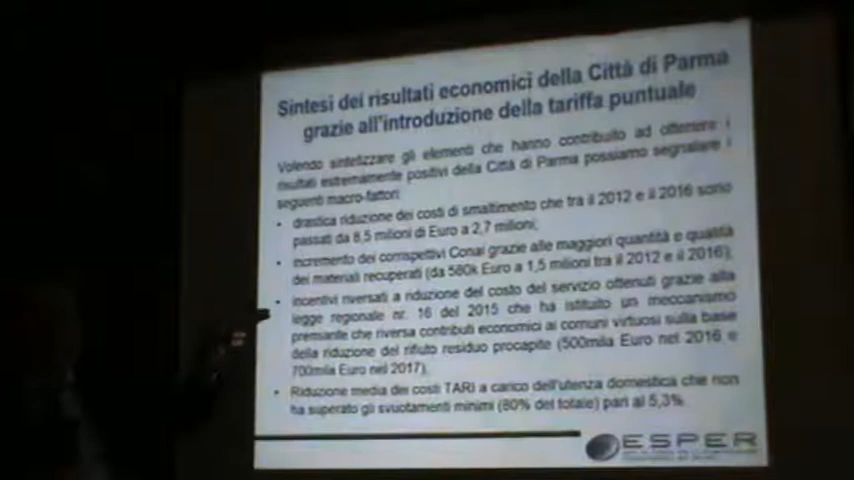 Sintesi dei risultati economici della Città di Parma
grazie all'introduzione della tariffa puntuale
Volendo sintetizzare gli elementi che hanno contribuito ad ottenere i
risultati estremamente positivi della Città di Parma possiamo segnalare i
seguenti macro-fattori:
• drastica riduzione dei costi di smaltimento che tra il 2012 e il 2016 sono
passati da 8,5 milioni di Euro a 2,7 milioni;
• incremento dei corrispettivi Conai grazie alle maggiori quantità e qualità
dei materiali recuperati (da 580k Euro a 1,5 milioni tra il 2012 e il 2016);
• incentivi riversati a riduzione del costo del servizio ottenuti grazie alla
legge regionale nr. 16 del 2015 che ha istituito un meccanismo
premiante che riversa contributi economici ai comuni virtuosi sulla base
della riduzione del rifiuto residuo procapite (500mila Euro nel 2016 e
700mila Euro nel 2017);
• Riduzione media dei costi TARI a carico dell'utenza domestica che non
ha superato gli svuotamenti minimi (80% del totale) pari al 5,3%.
ESPER